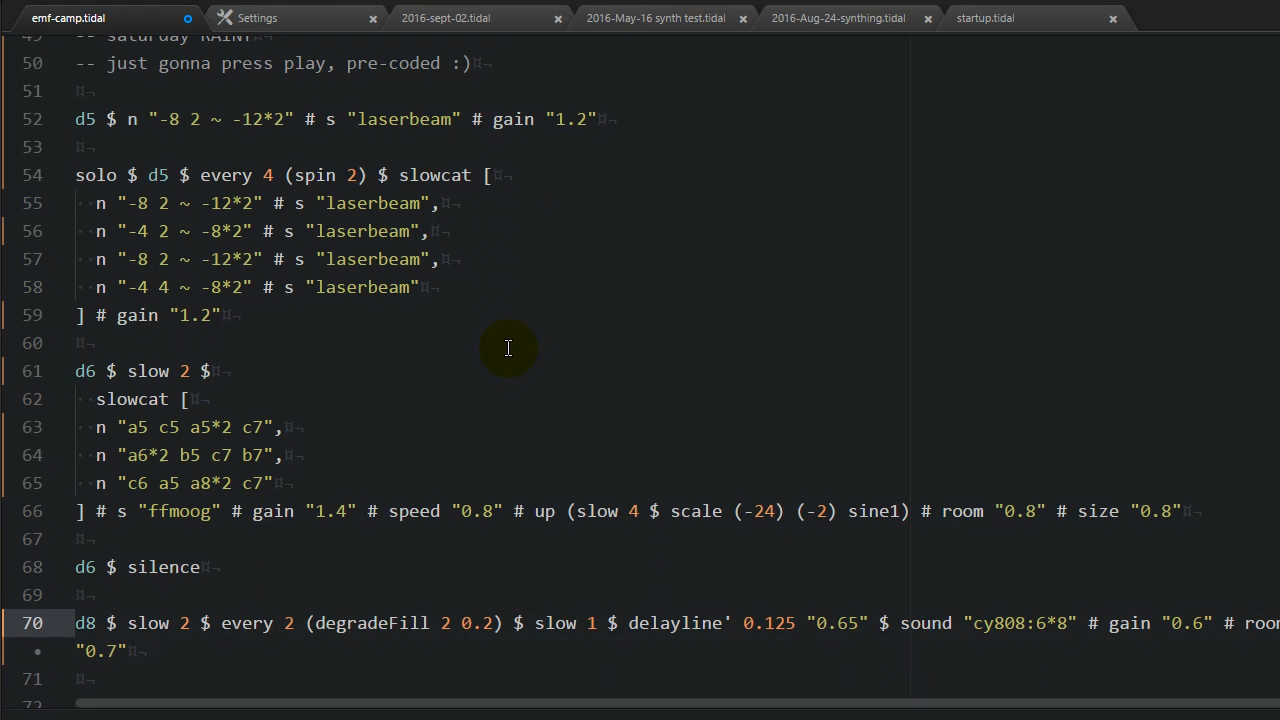 emf-camp.tidal Settings 2016-sept-02.tidal 2016-May-16 synth test.tidal 2016-Aug-24-synthing.tidal startup.tidal
49 -- saturday RAINY
50 -- just gonna press play, pre-coded :)
51
52 d5 $ n "-8 2 ~ -12*2" # s "laserbeam" # gain "1.2"
53
54 solo $ d5 $ every 4 (spin 2) $ slowcat [
55 n "-8 2 ~ -12*2" # s "laserbeam",
56 n "-4 2 ~ -8*2" # s "laserbeam",
57 n "-8 2 ~ -12*2" # s "laserbeam",
58 n "-4 4 ~ -8*2" # s "laserbeam"
59 ] # gain "1.2"
60
61 d6 $ slow 2 $
62 slowcat [
63 n "a5 c5 a5*2 c7",
64 n "a6*2 b5 c7 b7",
65 n "c6 a5 a8*2 c7"
66 ] # s "ffmoog" # gain "1.4" # speed "0.8" # up (slow 4 $ scale (-24) (-2) sine1) # room "0.8" # size "0.8"
67
68 d6 $ silence
69
70 d8 $ slow 2 $ every 2 (degradeFill 2 0.2) $ slow 1 $ delayline' 0.125 "0.65" $ sound "cy808:6*8" # gain "0.6" # room
"0.7"
71
72